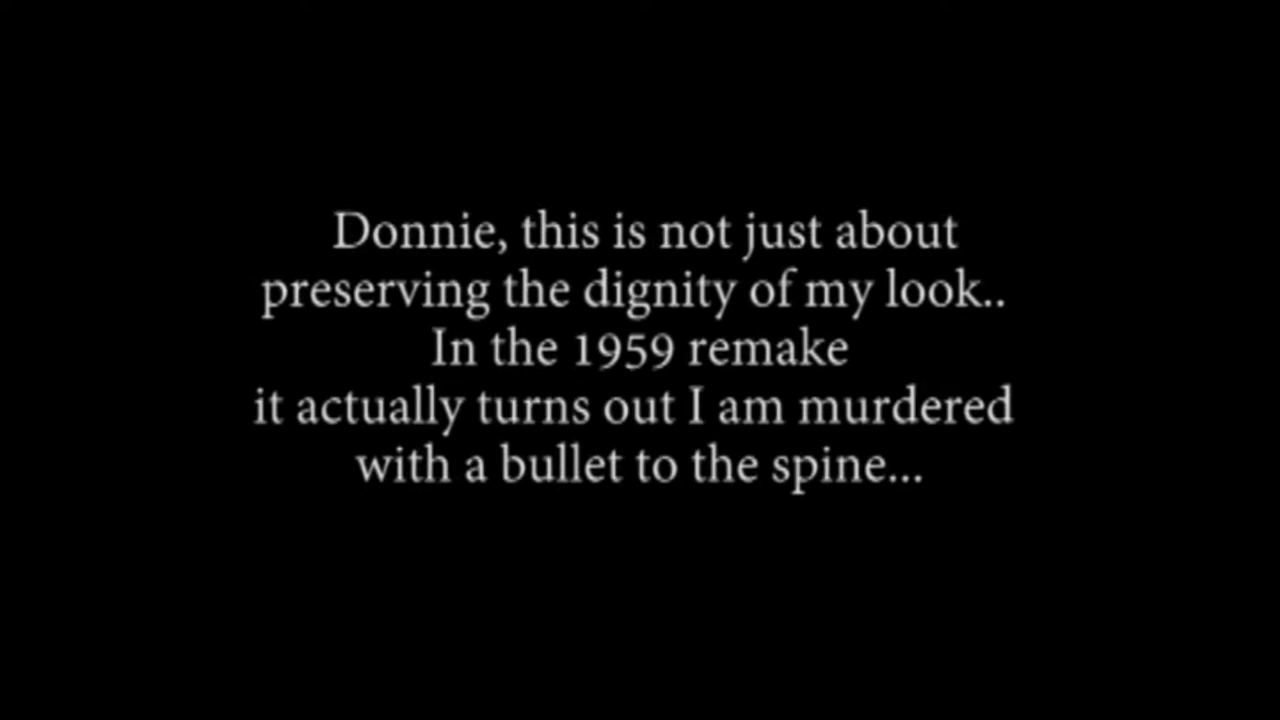 Donnie, this is not just about
preserving the dignity of my look..
In the 1959 remake
it actually turns out I am murdered
with a bullet to the spine...